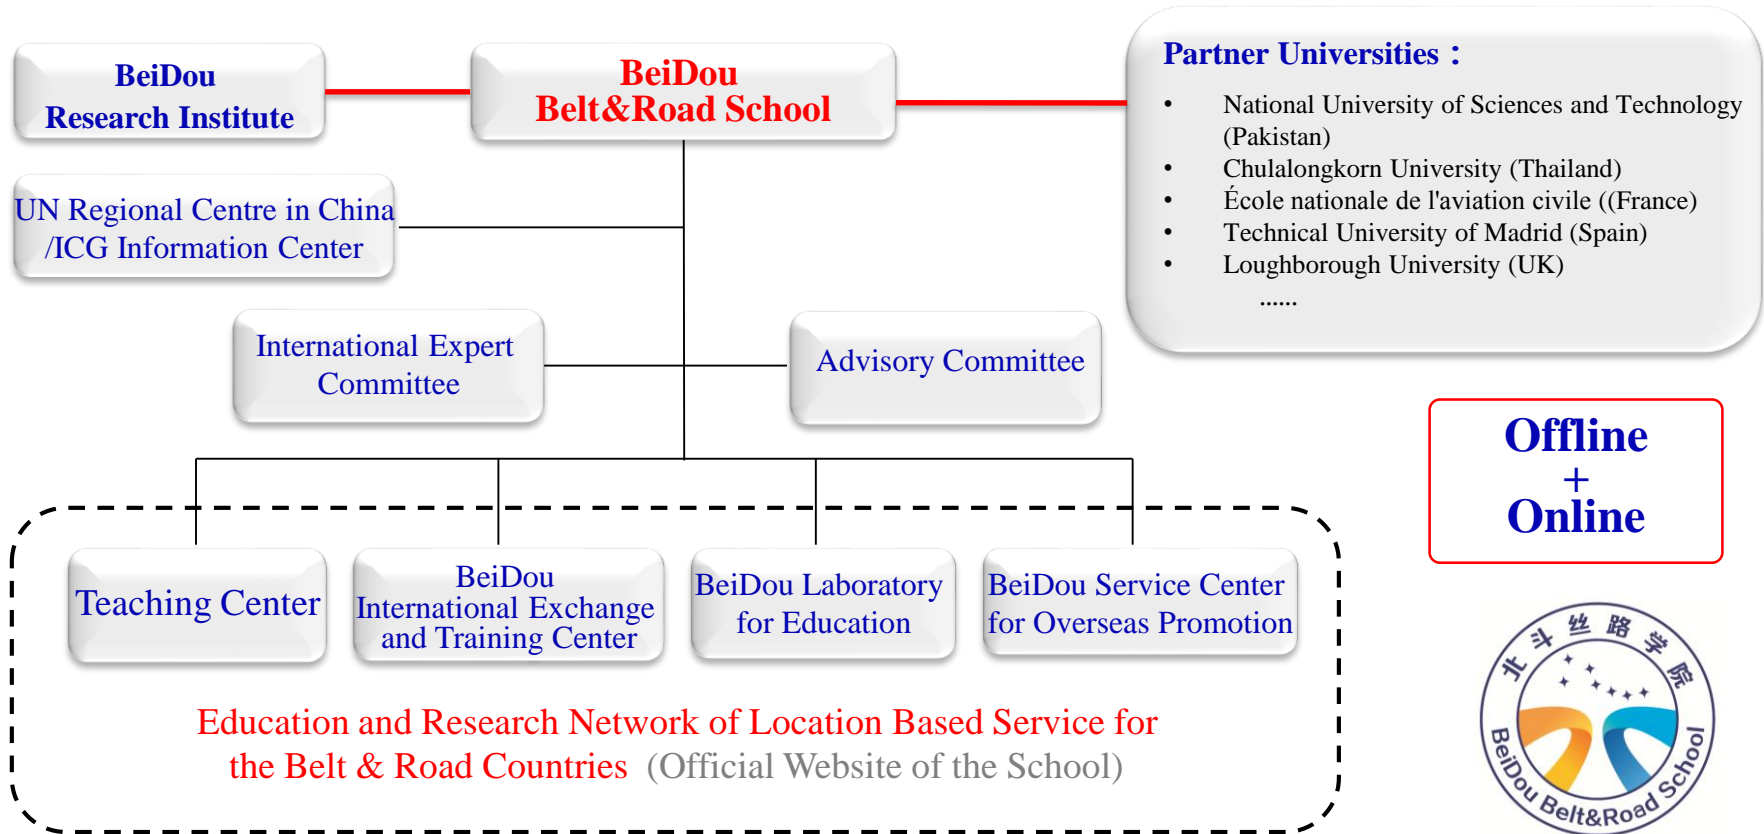 BeiDou
Research Institute
BeiDou
Belt&Road School
Partner Universities：
• National University of Sciences and Technology
(Pakistan)
• Chulalongkorn University (Thailand)
• École nationale de l'aviation civile ((France)
• Technical University of Madrid (Spain)
• Loughborough University (UK)
......
UN Regional Centre in China
/ICG Information Center
International Expert
Committee
Advisory Committee
Offline
+
Online
Teaching Center
BeiDou
International Exchange
and Training Center
BeiDou Laboratory
for Education
BeiDou Service Center
for Overseas Promotion
Education and Research Network of Location Based Service for
the Belt & Road Countries (Official Website of the School)
北斗丝路学院
BeiDou Belt&Road School